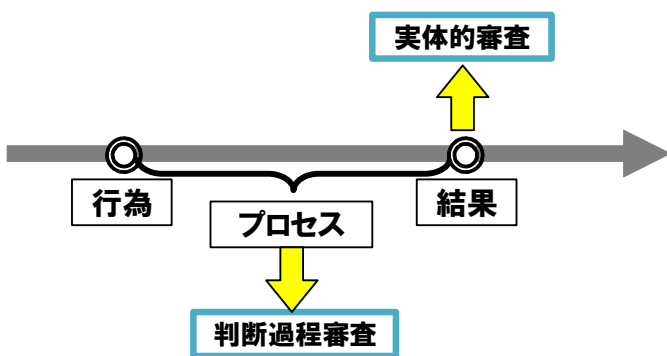 実体的審査
行為
プロセス
結果
判断過程審査